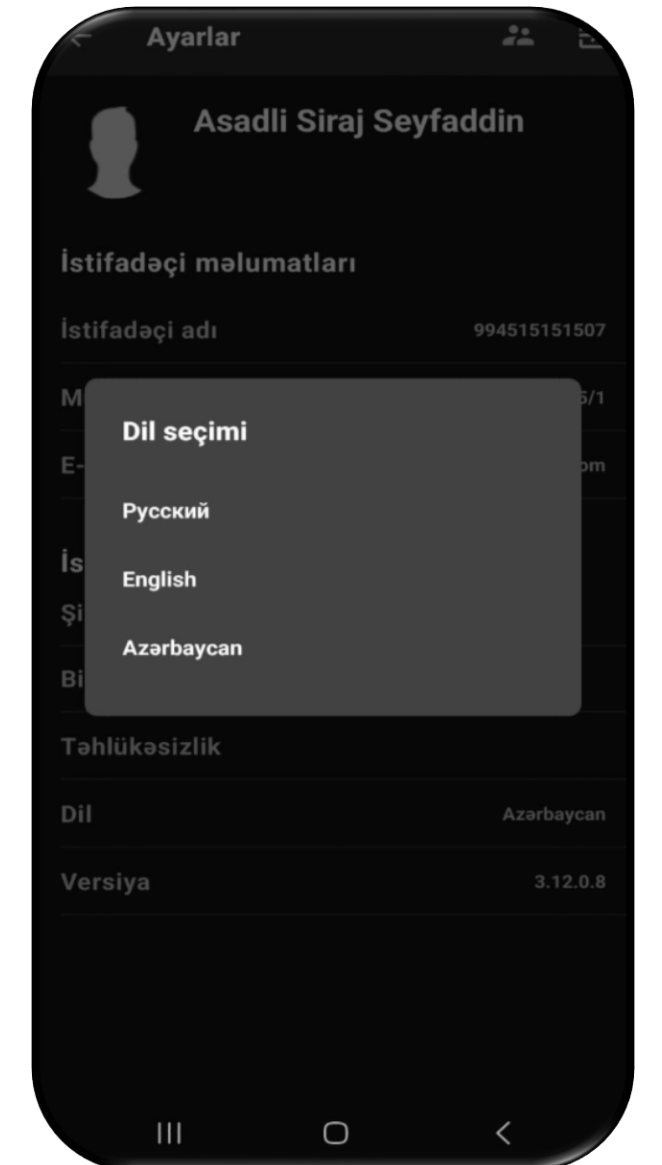 Ayarlar
Asadli Siraj Seyfaddin
İstifadəçi məlumatları
İstifadəçi adı 994515151507
Dil seçimi
Русский
English
Azərbaycan
Təhlükəsizlik
Dil Azərbaycan
Versiya 3.12.0.8